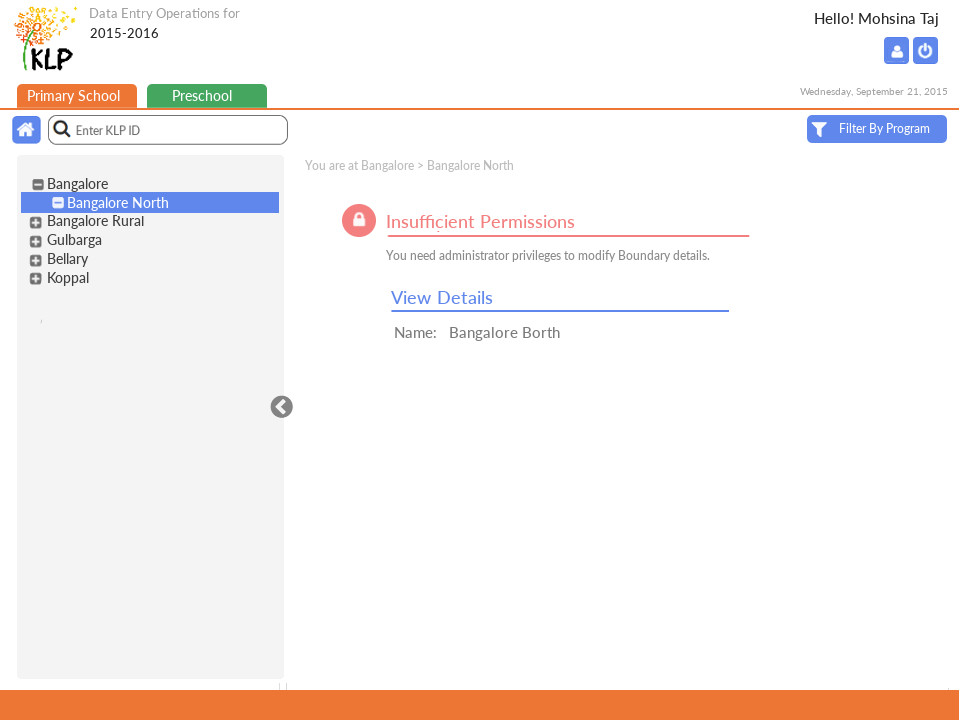 Data Entry Operations for
2015-2016
KLP
Hello! Mohsina Taj
Primary School
Preschool
Wednesday, September 21, 2015
Enter KLP ID
Filter By Program
You are at Bangalore > Bangalore North
Bangalore
Bangalore North
Bangalore Rural
Gulbarga
Bellary
Koppal
Insufficient Permissions
You need administrator privileges to modify Boundary details.
View Details
Name: Bangalore Borth